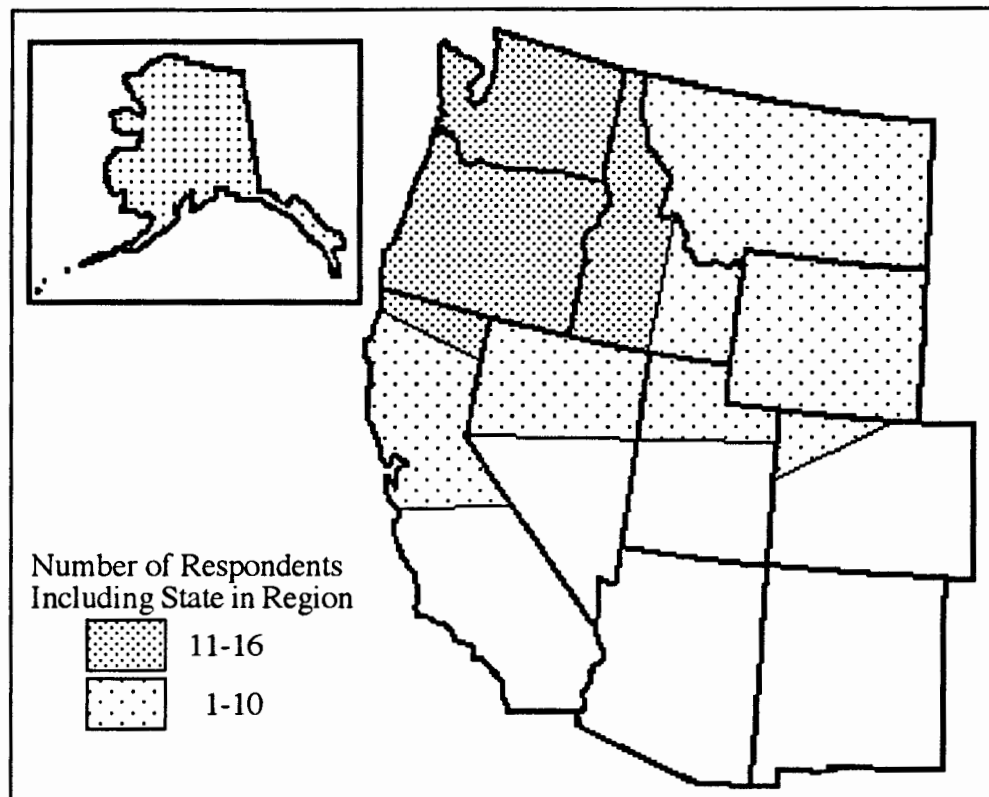 Number of Respondents
Including State in Region
11-16
1-10